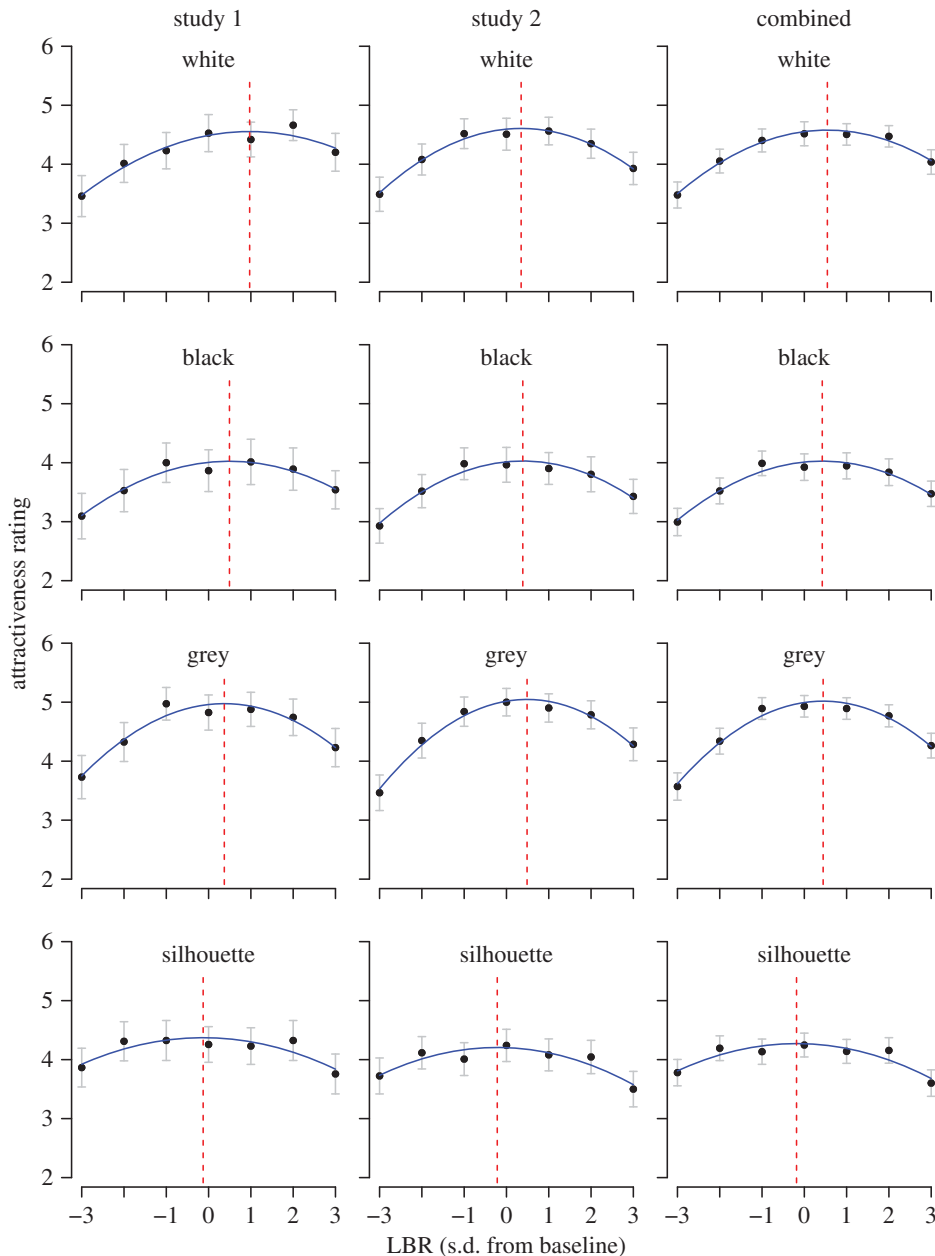 study 1 study 2 combined
white white white
6
5
4
3
2
black black black
6
5
4
3
2
attractiveness rating
grey grey grey
6
5
4
3
2
silhouette silhouette silhouette
6
5
4
3
2
−3 −2 −1 0 1 2 3 −3 −2 −1 0 1 2 3 −3 −2 −1 0 1 2 3
LBR (s.d. from baseline)